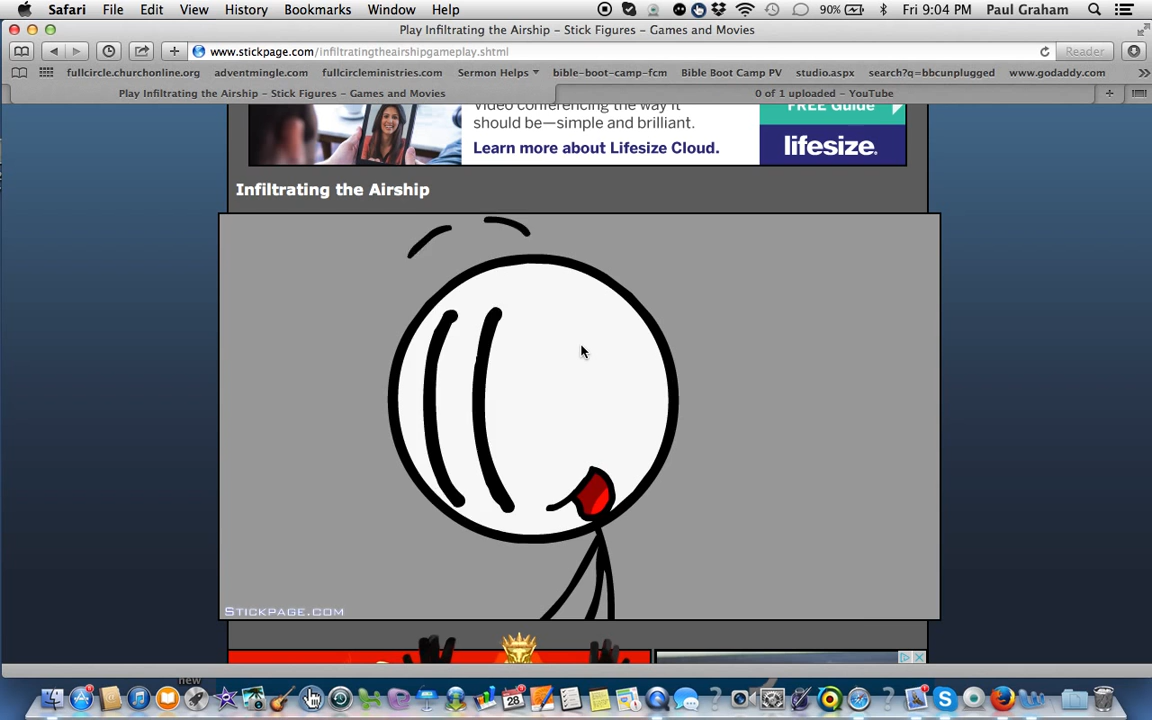 Safari File Edit View History Bookmarks Window Help 90% Fri 9:04 PM Paul Graham
Play Infiltrating the Airship – Stick Figures – Games and Movies
www.stickpage.com/infiltratingtheairshipgameplay.shtml Reader
fullcircle.churchonline.org adventmingle.com fullcircleministries.com Sermon Helps bible-boot-camp-fcm Bible Boot Camp PV studio.aspx search?q=bbcunplugged www.godaddy.com
Play Infiltrating the Airship – Stick Figures – Games and Movies 0 of 1 uploaded – YouTube
Video conferencing the way it
should be—simple and brilliant.
Learn more about Lifesize Cloud.
FREE Guide
lifesize.
Infiltrating the Airship
STICKPAGE.COM
new
28